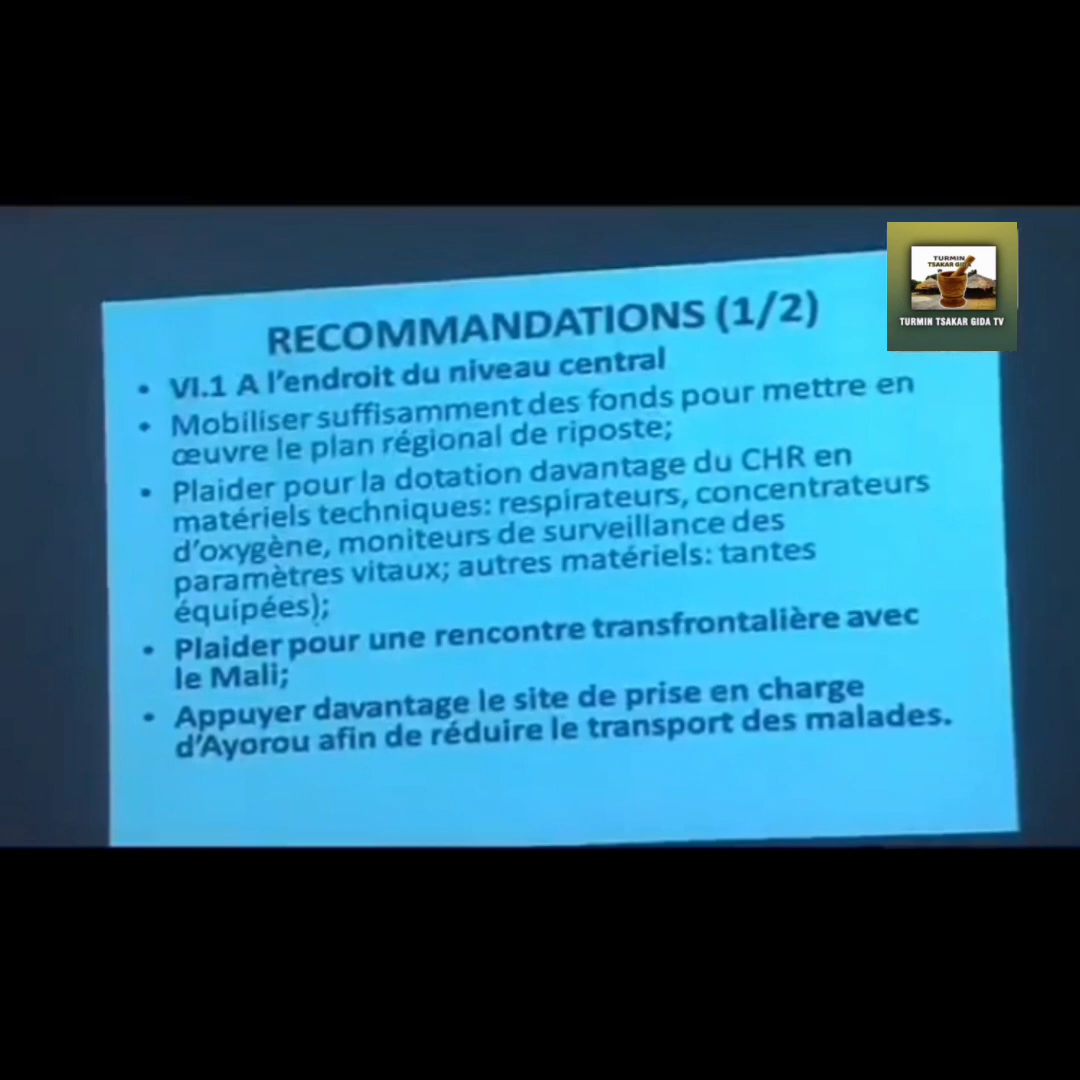 TURMIN
TSAKAR GIDA
TURMIN TSAKAR GIDA TV
RECOMMANDATIONS (1/2)
• VI.1 A l'endroit du niveau central
• Mobiliser suffisamment des fonds pour mettre en
œuvre le plan régional de riposte;
• Plaider pour la dotation davantage du CHR en
matériels techniques: respirateurs, concentrateurs
d'oxygène, moniteurs de surveillance des
paramètres vitaux; autres matériels: tantes
équipées);
• Plaider pour une rencontre transfrontalière avec
le Mali;
• Appuyer davantage le site de prise en charge
d'Ayorou afin de réduire le transport des malades.